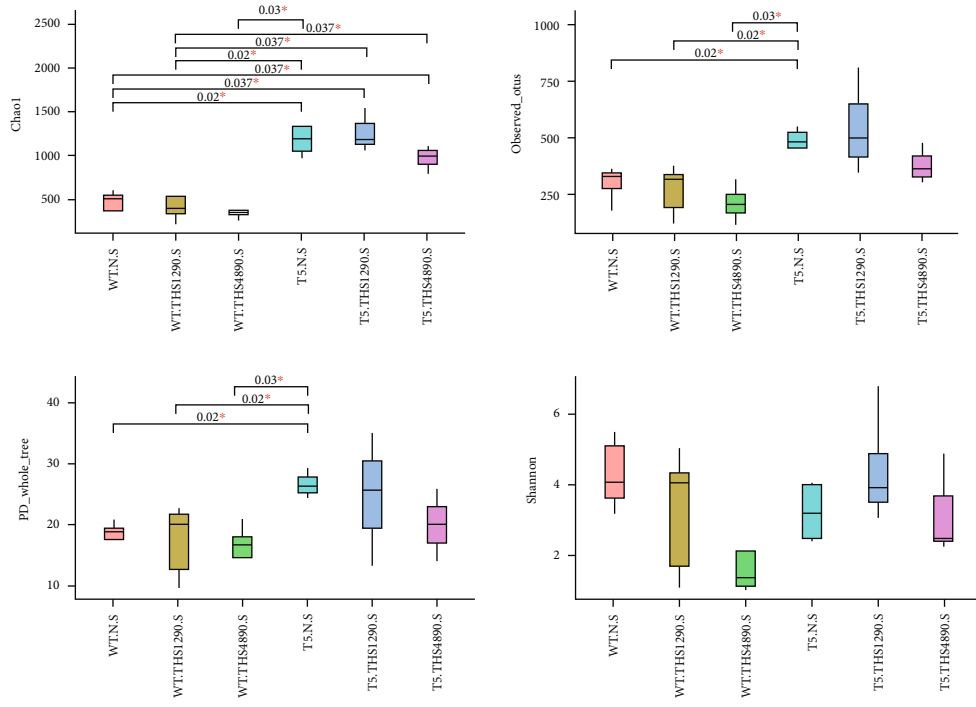 0.03*
0.037*
0.037*
0.02*
0.037*
0.037*
0.02*
2500
2000
1500
1000
500
Chao1
WT.N.S
WT.THS1290.S
WT.THS4890.S
T5.N.S
T5.THS1290.S
T5.THS4890.S
0.03*
0.02*
0.02*
1000
750
500
250
Observed_otus
WT.N.S
WT.THS1290.S
WT.THS4890.S
T5.N.S
T5.THS1290.S
T5.THS4890.S
0.03*
0.02*
0.02*
40
30
20
10
PD_whole_tree
WT.N.S
WT.THS1290.S
WT.THS4890.S
T5.N.S
T5.THS1290.S
T5.THS4890.S
6
4
2
Shannon
WT.N.S
WT.THS1290.S
WT.THS4890.S
T5.N.S
T5.THS1290.S
T5.THS4890.S